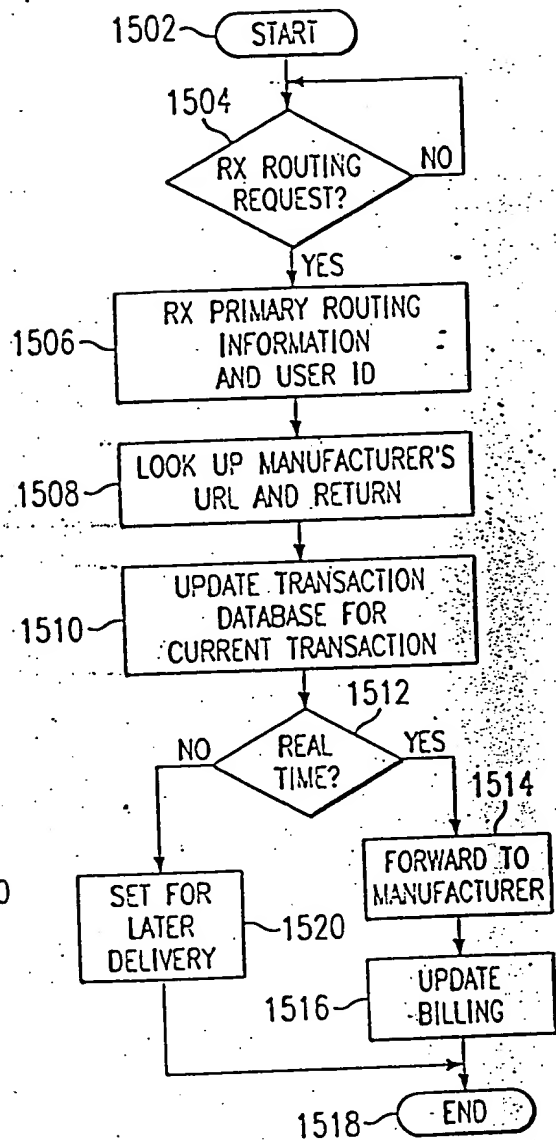 1502
START
1504
RX ROUTING
REQUEST?
NO
YES
1506
RX PRIMARY ROUTING
INFORMATION
AND USER ID
1508
LOOK UP MANUFACTURER'S
URL AND RETURN
1510
UPDATE TRANSACTION
DATABASE FOR
CURRENT TRANSACTION
1512
NO
REAL
TIME?
YES
1514
FORWARD TO
MANUFACTURER
0
SET FOR
LATER
DELIVERY
1520
1516
UPDATE
BILLING
1518
END